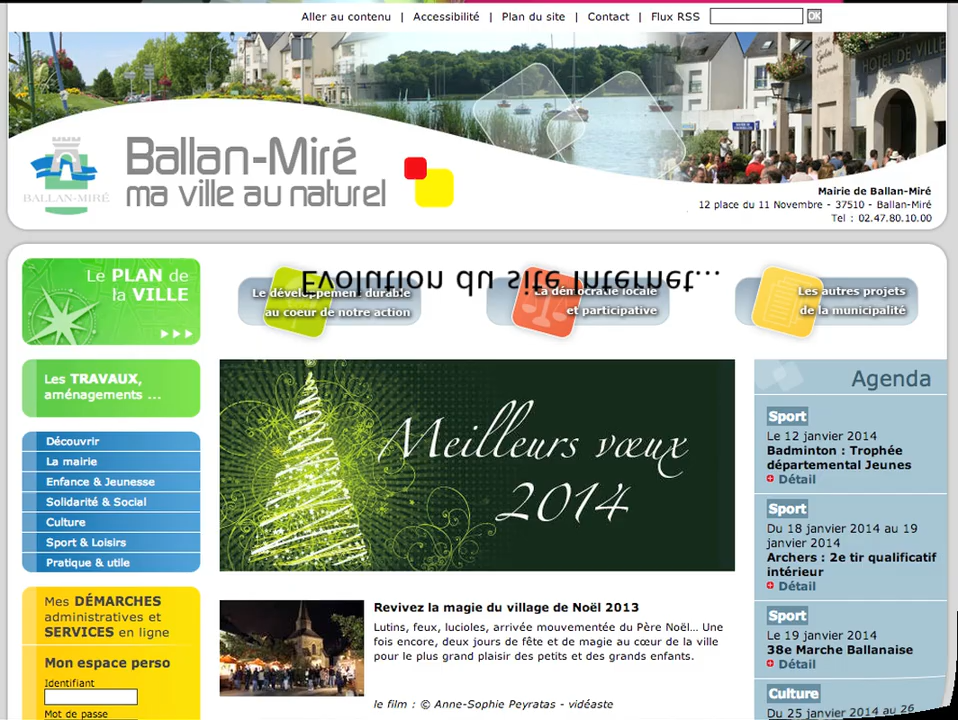 Aller au contenu | Accessibilité | Plan du site | Contact | Flux RSS OK
HOTEL DE VILLE
BALLAN-MIRÉ
Ballan-Miré
ma ville au naturel
Mairie de Ballan-Miré
12 place du 11 Novembre - 37510 - Ballan-Miré
Tel : 02.47.80.10.00
Evolution du site Internet...
Le PLAN de
la VILLE
Le développement durable
au coeur de notre action
La démocratie locale
et participative
Les autres projets
de la municipalité
Les TRAVAUX,
aménagements ...
Découvrir
La mairie
Enfance & Jeunesse
Solidarité & Social
Culture
Sport & Loisirs
Pratique & utile
Mes DÉMARCHES
administratives et
SERVICES en ligne
Mon espace perso
Identifiant
Mot de passe
Meilleurs vœux
2014
Revivez la magie du village de Noël 2013
Lutins, feux, lucioles, arrivée mouvementée du Père Noël... Une
fois encore, deux jours de fête et de magie au cœur de la ville
pour le plus grand plaisir des petits et des grands enfants.
le film : © Anne-Sophie Peyratas - vidéaste
Agenda
Sport
Le 12 janvier 2014
Badminton : Trophée
départemental Jeunes
Détail
Sport
Du 18 janvier 2014 au 19
janvier 2014
Archers : 2e tir qualificatif
intérieur
Détail
Sport
Le 19 janvier 2014
38e Marche Ballanaise
Détail
Culture
Du 25 janvier 2014 au 26